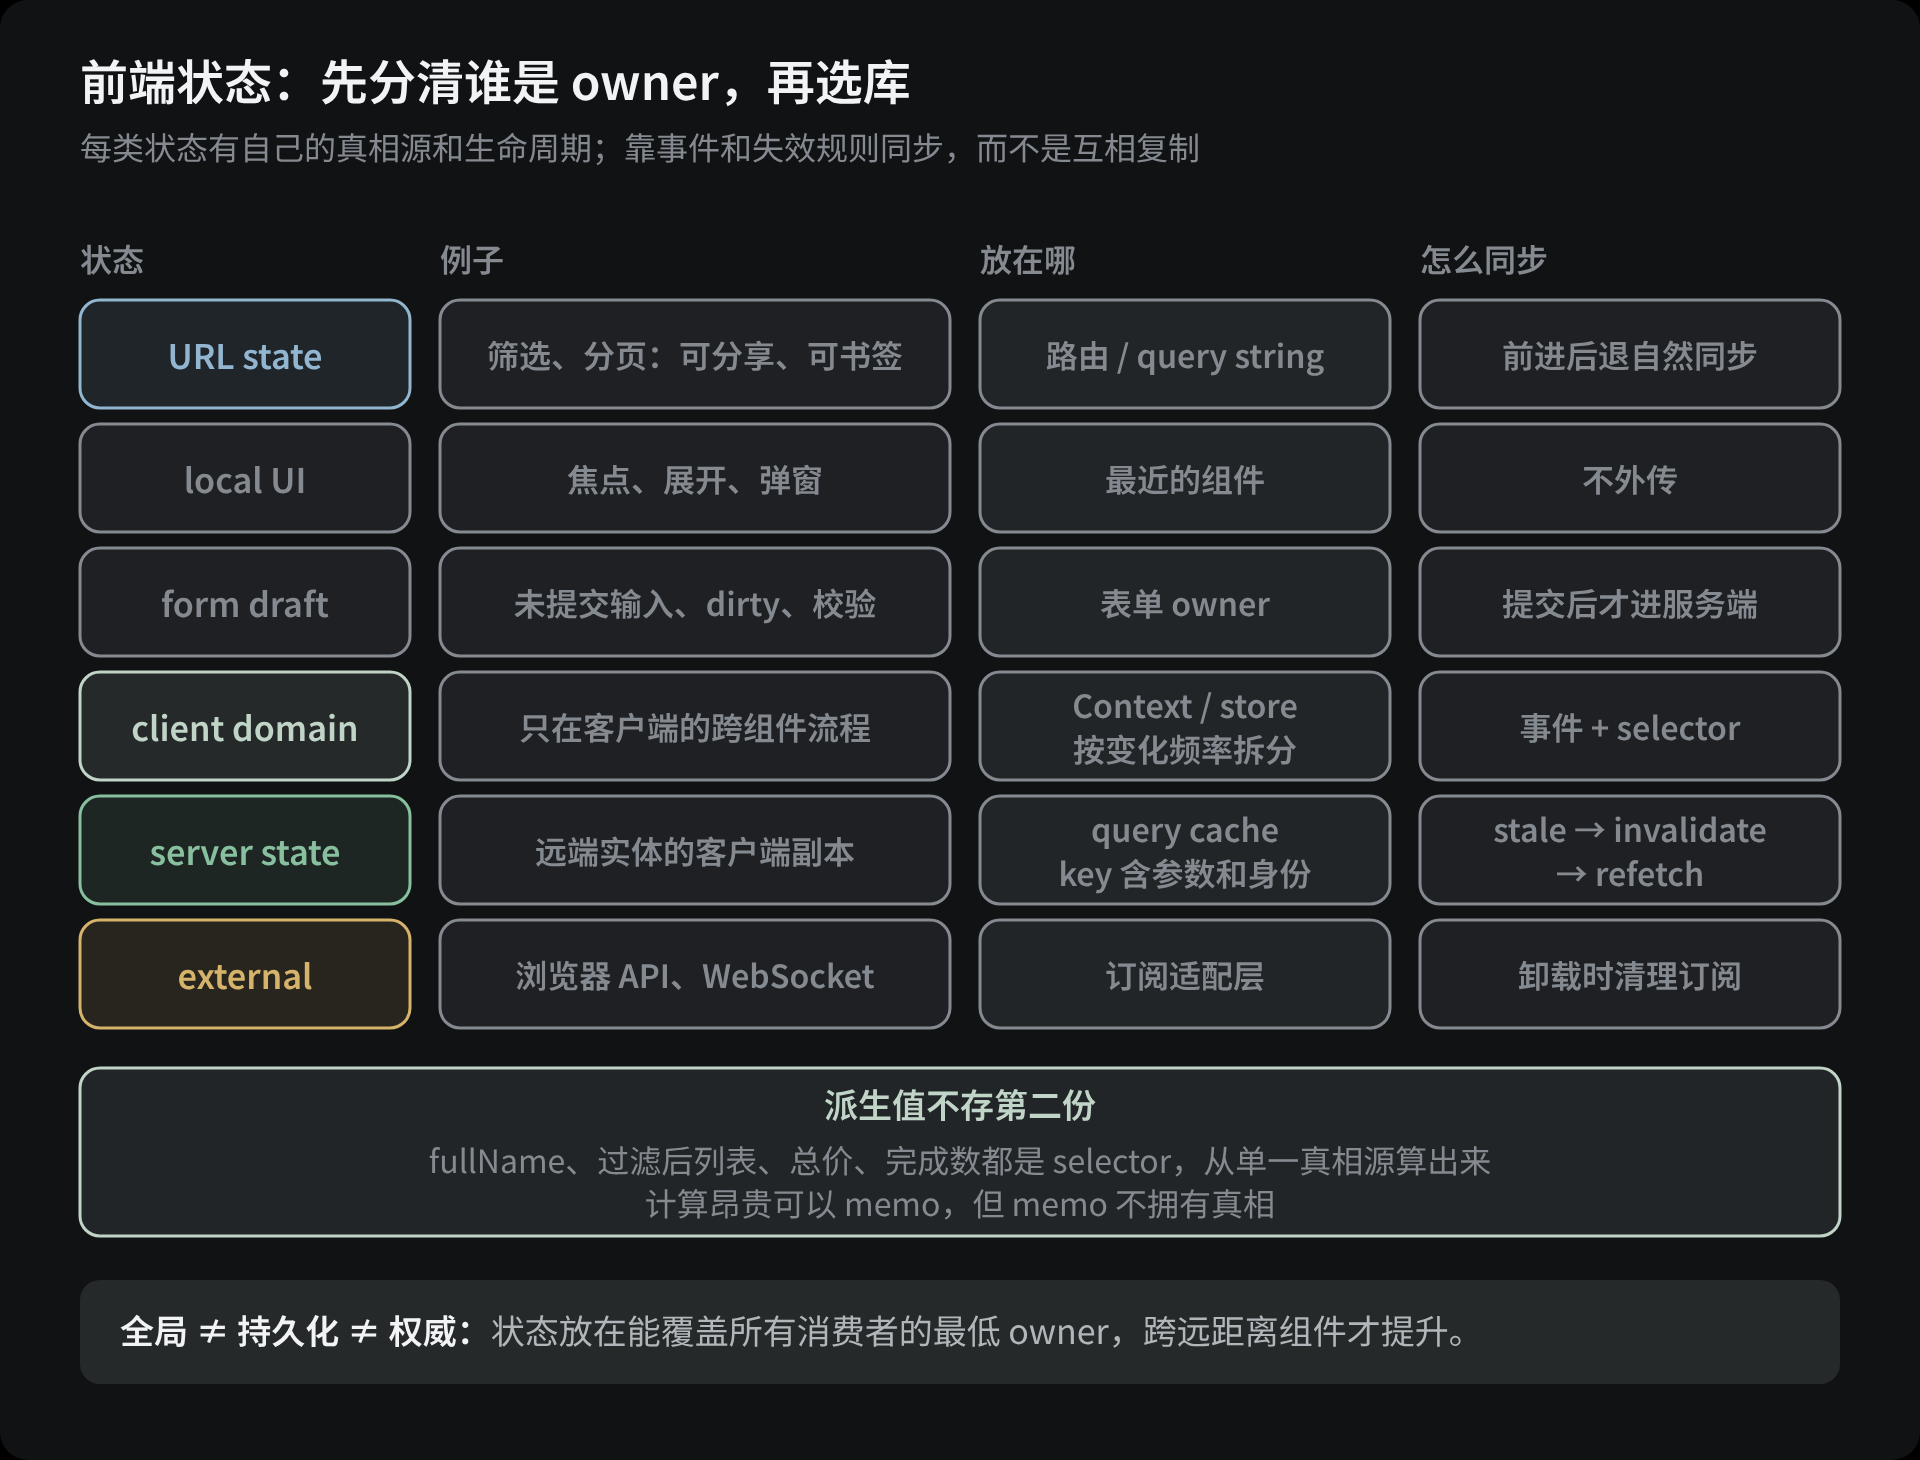 前端状态：先分清谁是 owner，再选库
每类状态有自己的真相源和生命周期；靠事件和失效规则同步，而不是互相复制
状态
例子
放在哪
怎么同步
URL state
筛选、分页：可分享、可书签
路由 / query string
前进后退自然同步
local UI
焦点、展开、弹窗
最近的组件
不外传
form draft
未提交输入、dirty、校验
表单 owner
提交后才进服务端
client domain
只在客户端的跨组件流程
Context / store
按变化频率拆分
事件 + selector
server state
远端实体的客户端副本
query cache
key 含参数和身份
stale → invalidate
→ refetch
external
浏览器 API、WebSocket
订阅适配层
卸载时清理订阅
派生值不存第二份
fullName、过滤后列表、总价、完成数都是 selector，从单一真相源算出来
计算昂贵可以 memo，但 memo 不拥有真相
全局 ≠ 持久化 ≠ 权威：状态放在能覆盖所有消费者的最低 owner，跨远距离组件才提升。